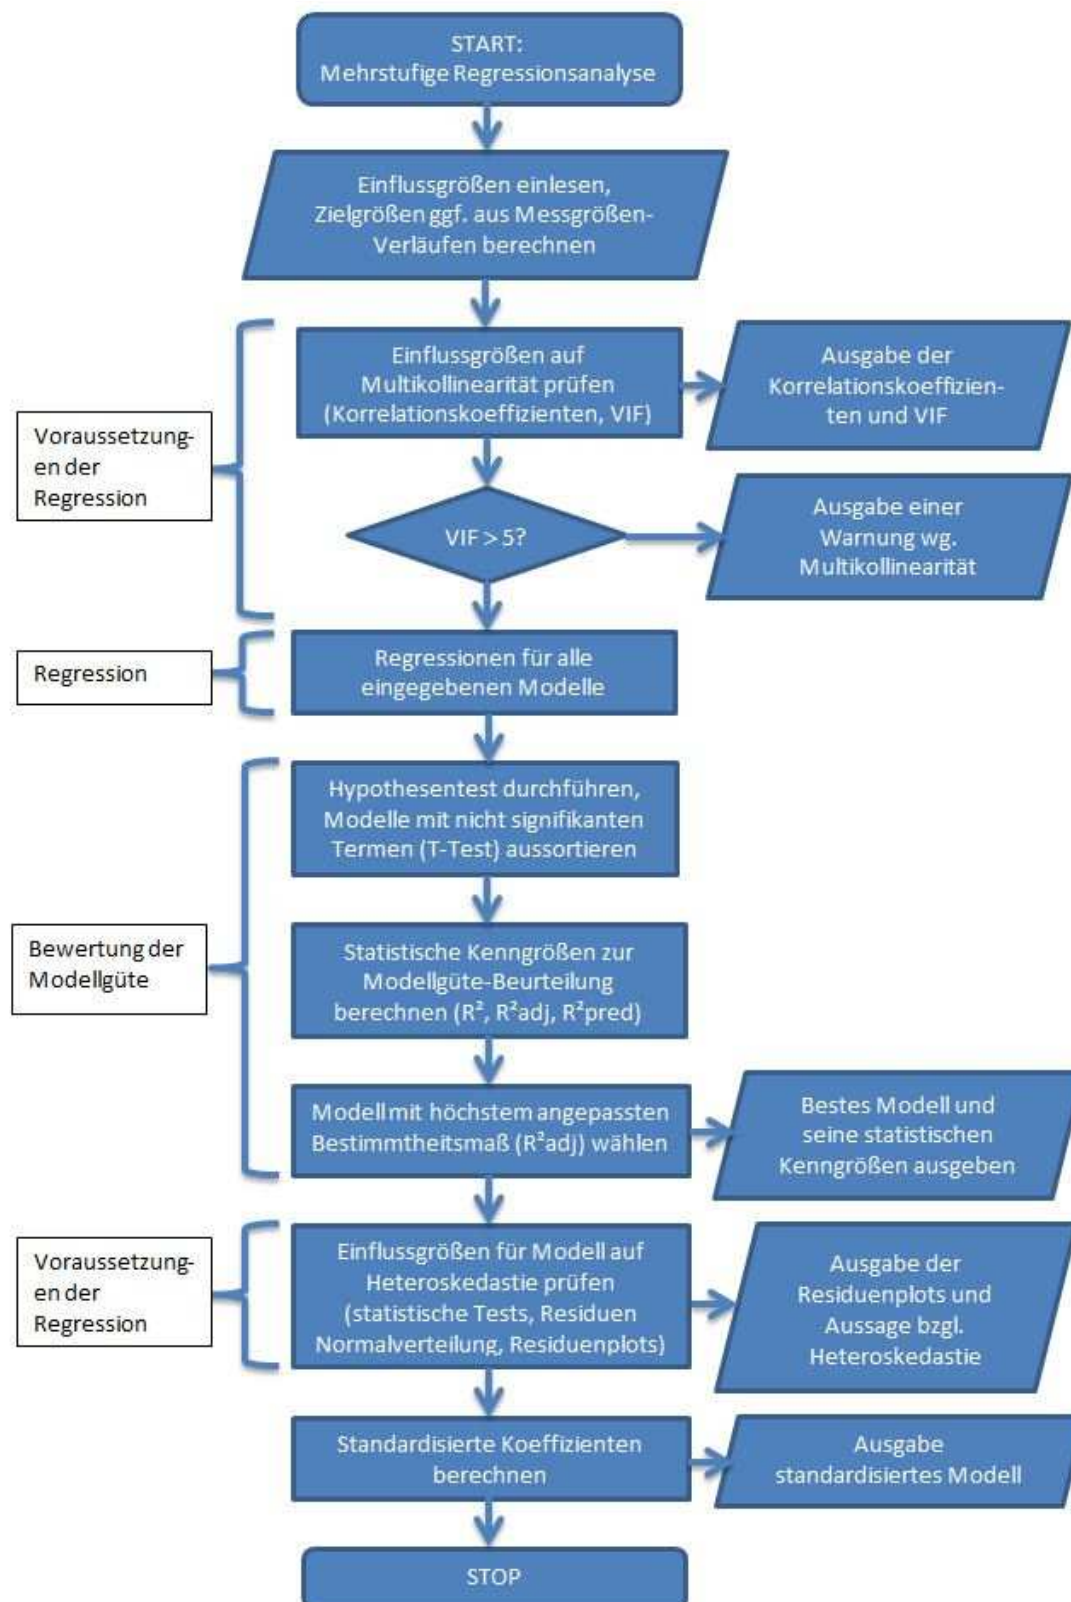 START:
Mehrstufige Regressionsanalyse
Einflussgrößen einlesen,
Zielgrößen ggf. aus Messgrößen-
Verläufen berechnen
Voraussetzung-
en der
Regression
Einflussgrößen auf
Multikollinearität prüfen
(Korrelationskoeffizienten, VIF)
Ausgabe der
Korrelationskoeffizien-
ten und VIF
VIF > 5?
Ausgabe einer
Warnung wg.
Multikollinearität
Regression
Regressionen für alle
eingegebenen Modelle
Bewertung der
Modellgüte
Hypothesentest durchführen,
Modelle mit nicht signifikanten
Termen (T-Test) aussortieren
Statistische Kenngrößen zur
Modellgüte-Beurteilung
berechnen (R², R²adj, R²pred)
Modell mit höchstem angepassten
Bestimmtheitsmaß (R²adj) wählen
Bestes Modell und
seine statistischen
Kenngrößen ausgeben
Voraussetzung-
en der
Regression
Einflussgrößen für Modell auf
Heteroskedastie prüfen
(statistische Tests, Residuen
Normalverteilung, Residuenplots)
Ausgabe der
Residuenplots und
Aussage bzgl.
Heteroskedastie
Standardisierte Koeffizienten
berechnen
Ausgabe
standardisiertes Modell
STOP